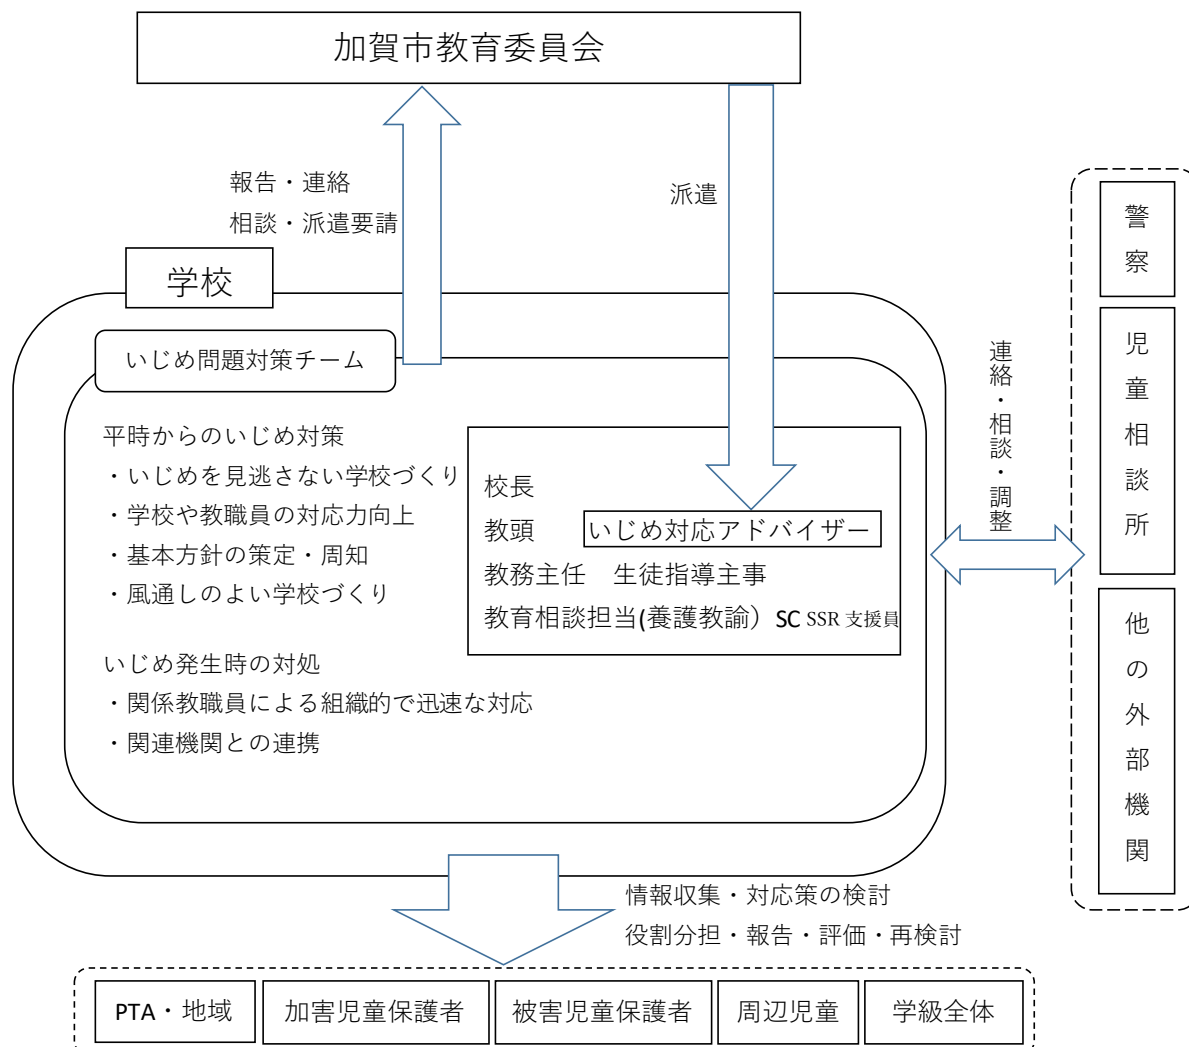 加賀市教育委員会
報告・連絡
相談・派遣要請
派遣
学校
いじめ問題対策チーム
平時からのいじめ対策
・いじめを見逃さない学校づくり
・学校や教職員の対応力向上
・基本方針の策定・周知
・風通しのよい学校づくり
いじめ発生時の対処
・関係教職員による組織的で迅速な対応
・関連機関との連携
校長
教頭
いじめ対応アドバイザー
教務主任　生徒指導主事
教育相談担当(養護教諭）SC SSR 支援員
連絡・相談・調整
警察
児童相談所
他の外部機関
情報収集・対応策の検討
役割分担・報告・評価・再検討
PTA・地域
加害児童保護者
被害児童保護者
周辺児童
学級全体